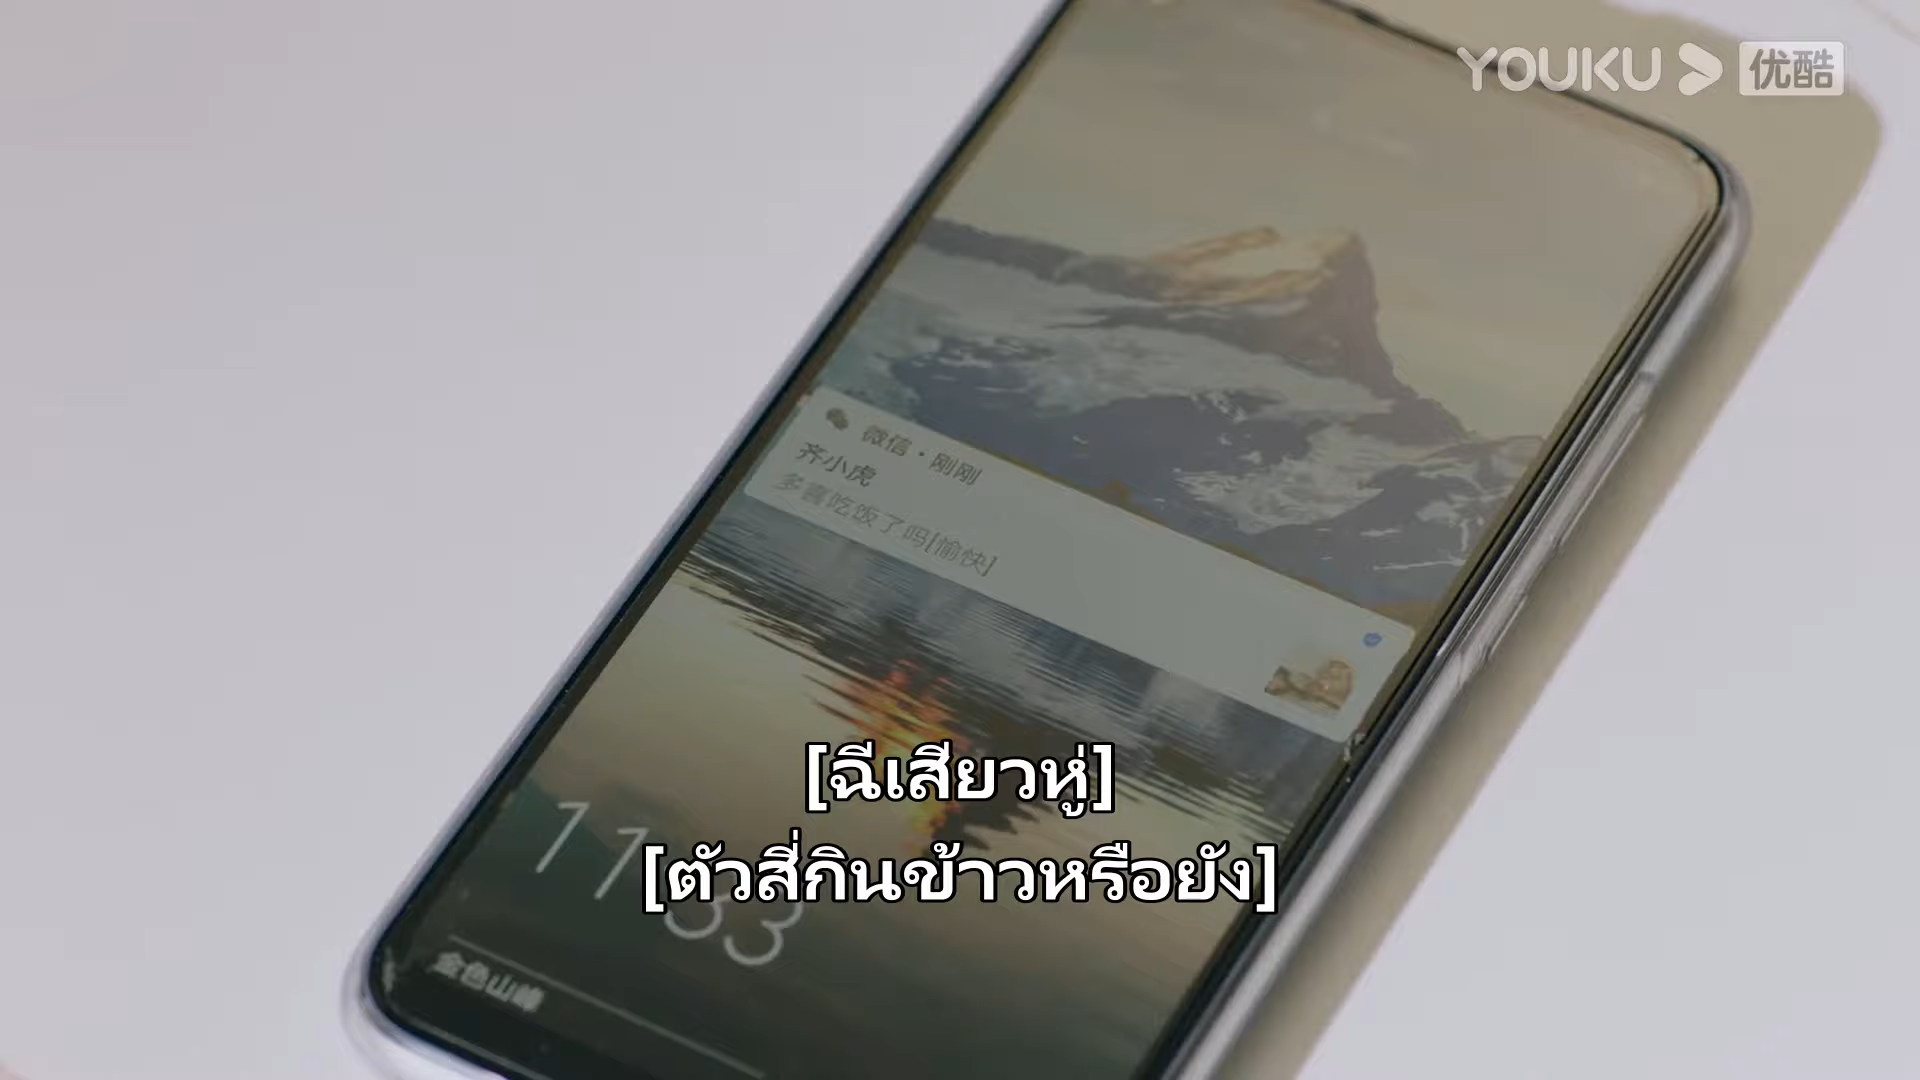 YOUKU 优酷
微信·刚刚
齐小虎
多喜吃饭了吗[愉快]
[ฉีเสียวหู่]
[ตัวสี่กินข้าวหรือยัง]
11 33
金色山峰